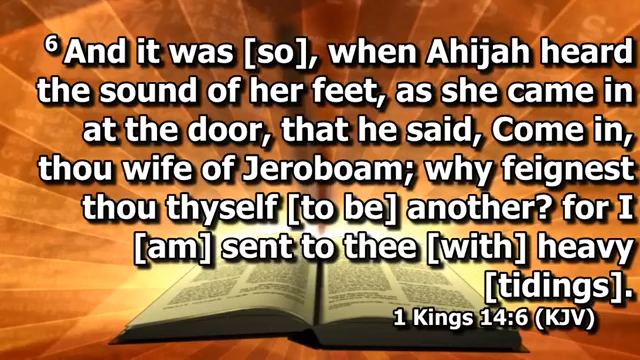 6 And it was [so], when Ahijah heard
the sound of her feet, as she came in
at the door, that he said, Come in,
thou wife of Jeroboam; why feignest
thou thyself [to be] another? for I
[am] sent to thee [with] heavy
[tidings].
1 Kings 14:6 (KJV)